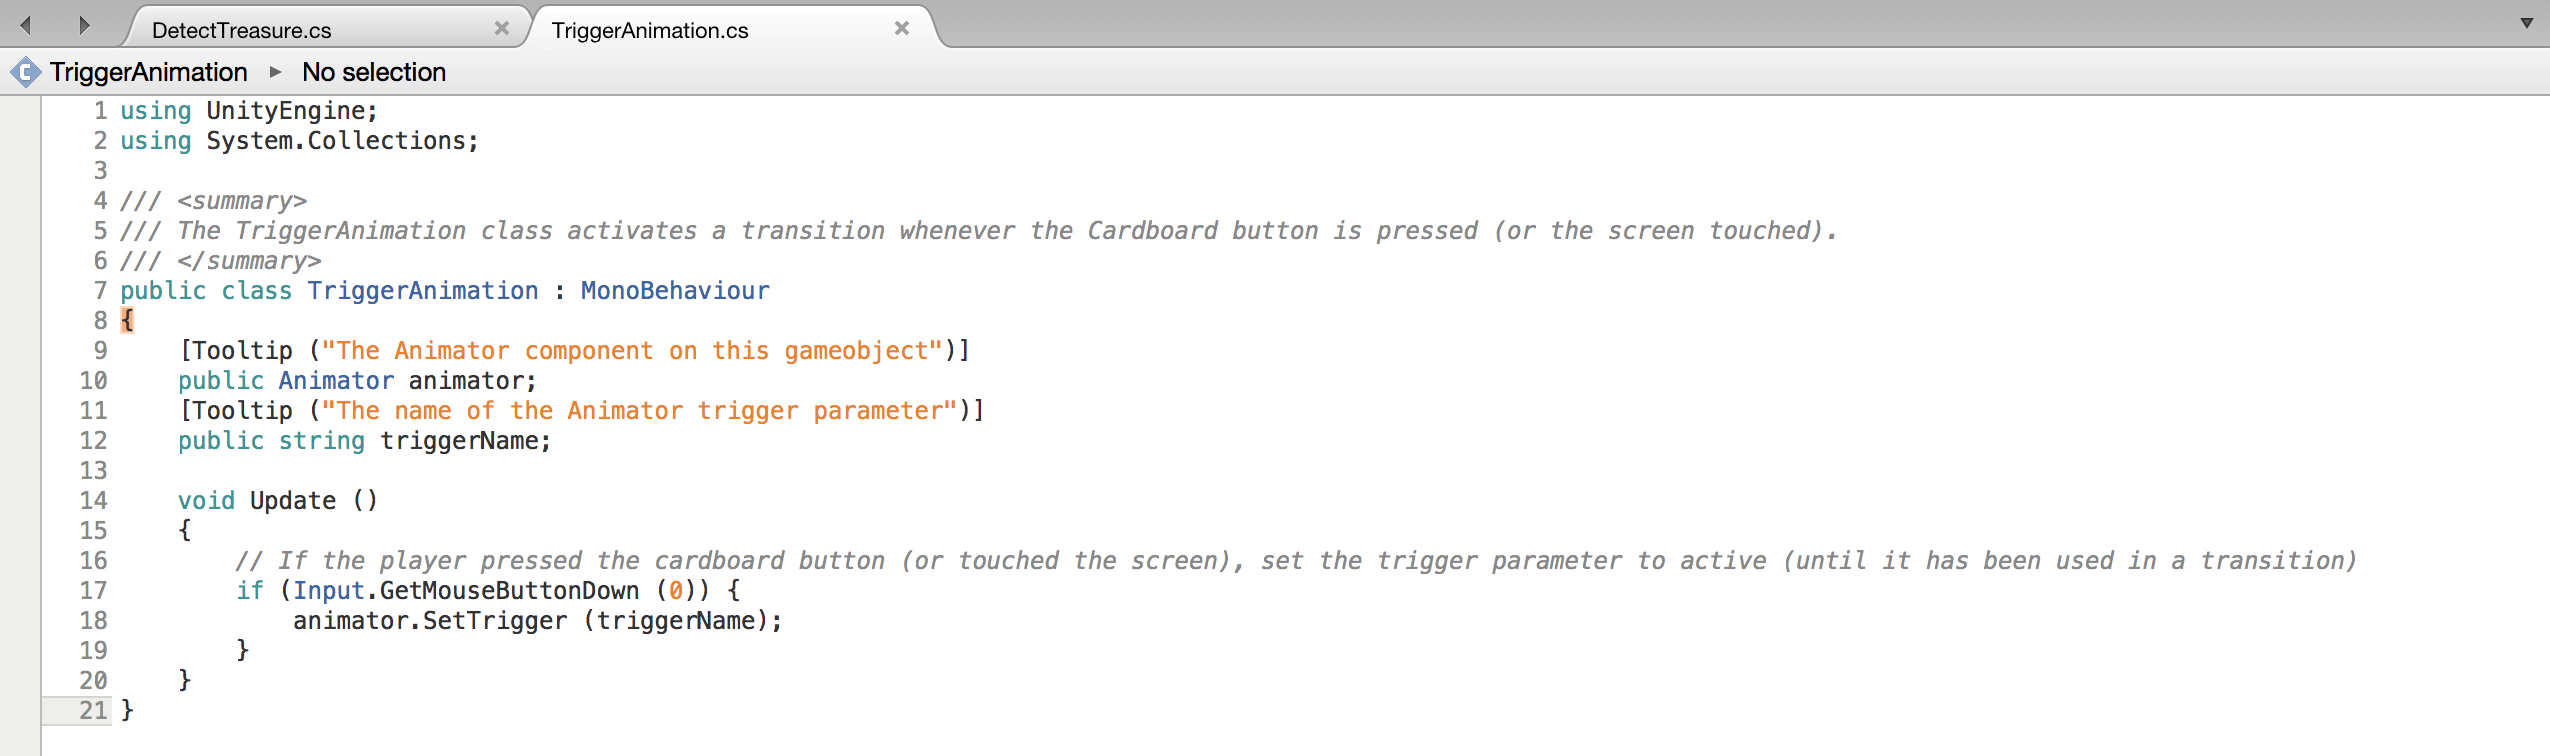 DetectTreasure.cs
TriggerAnimation.cs
TriggerAnimation No selection
1 using UnityEngine;
2 using System.Collections;
3
4 /// <summary>
5 /// The TriggerAnimation class activates a transition whenever the Cardboard button is pressed (or the screen touched).
6 /// </summary>
7 public class TriggerAnimation : MonoBehaviour
8 {
9     [Tooltip ("The Animator component on this gameobject")]
10     public Animator animator;
11     [Tooltip ("The name of the Animator trigger parameter")]
12     public string triggerName;
13
14     void Update ()
15     {
16         // If the player pressed the cardboard button (or touched the screen), set the trigger parameter to active (until it has been used in a transition)
17         if (Input.GetMouseButtonDown (0)) {
18             animator.SetTrigger (triggerName);
19         }
20     }
21 }